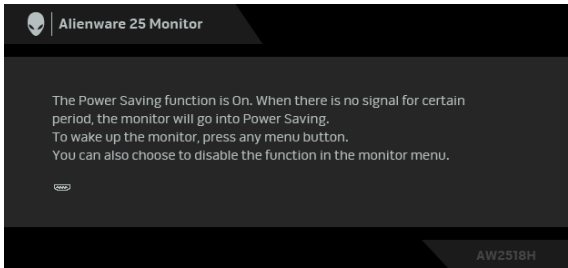 Alienware 25 Monitor
The Power Saving function is On. When there is no signal for certain
period, the monitor will go into Power Saving.
To wake up the monitor, press any menu button.
You can also choose to disable the function in the monitor menu.
AW2518H